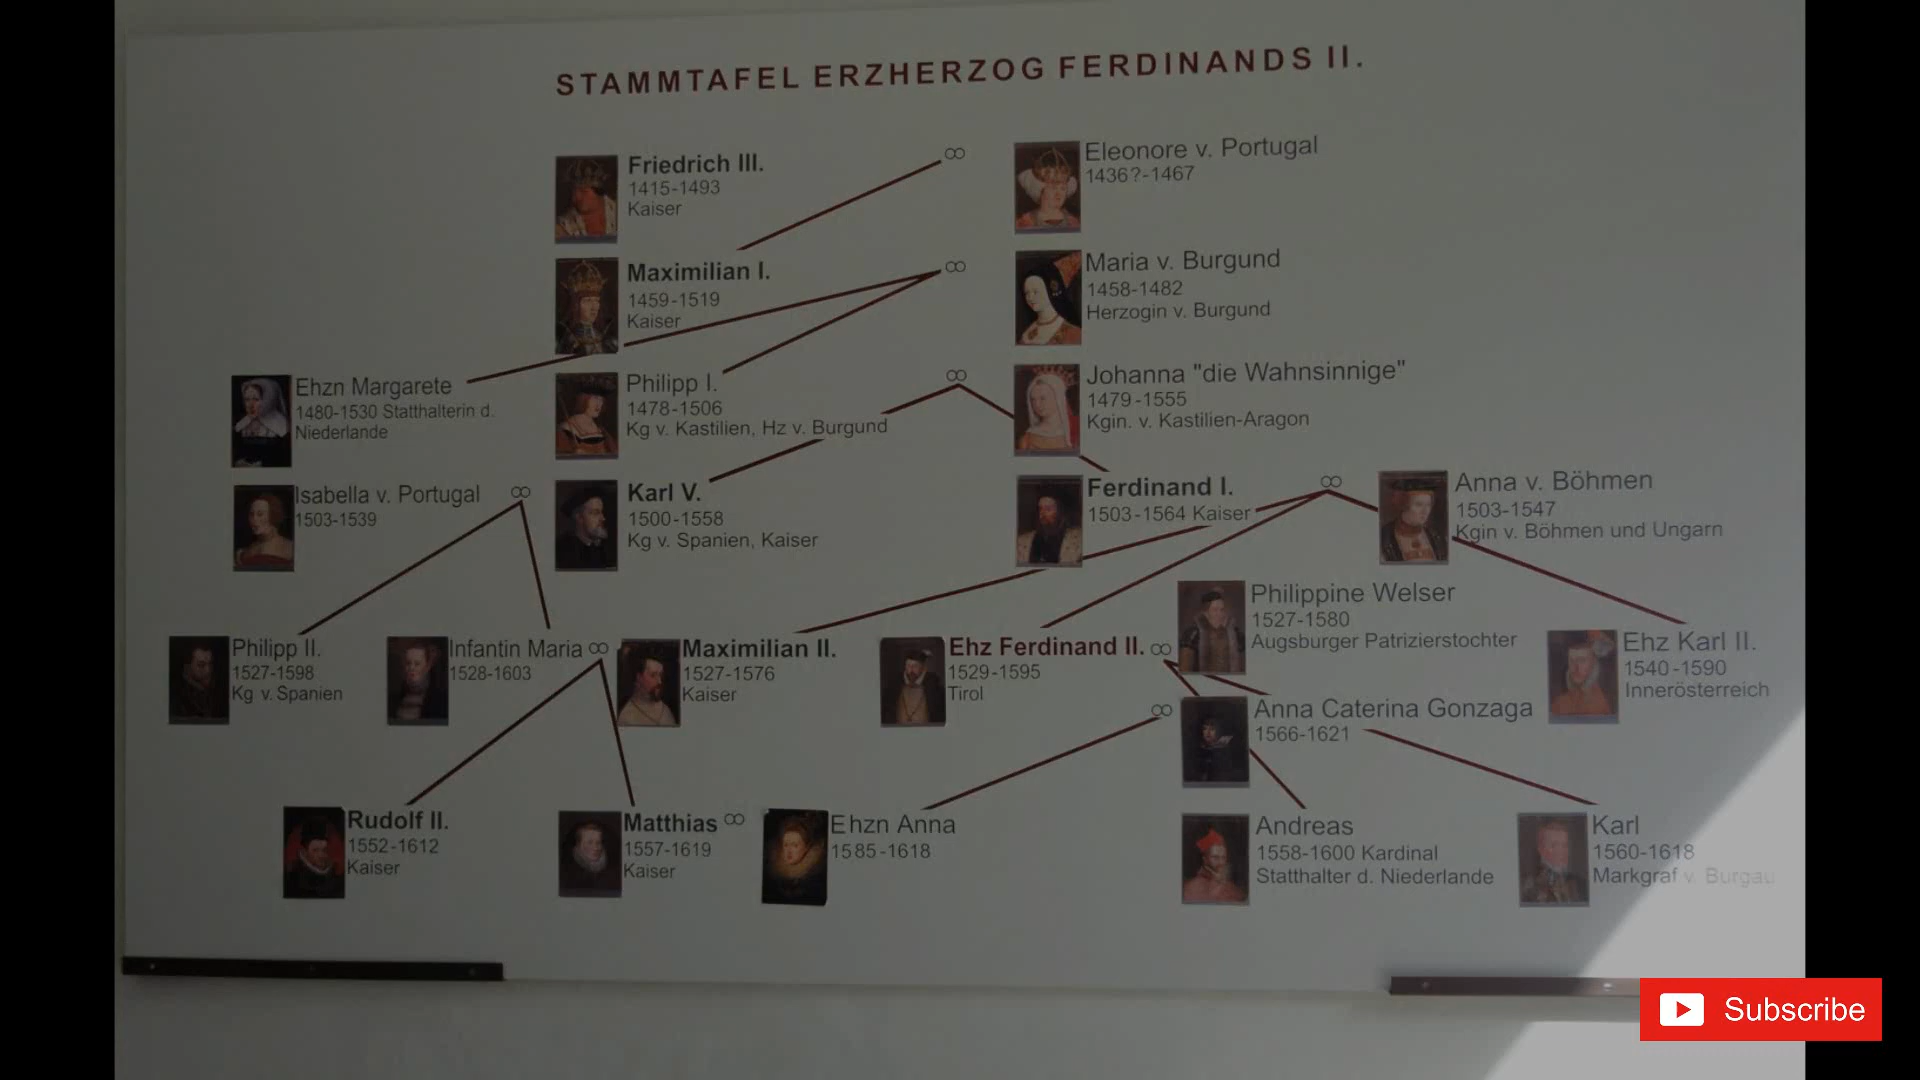 STAMMTAFEL ERZHERZOG FERDINANDS II.
Friedrich III.
1415-1493
Kaiser
∞
Eleonore v. Portugal
1436?-1467
Maximilian I.
1459-1519
Kaiser
∞
Maria v. Burgund
1458-1482
Herzogin v. Burgund
Ehzn Margarete
1480-1530 Statthalterin d.
Niederlande
Philipp I.
1478-1506
Kg v. Kastilien, Hz v. Burgund
∞
Johanna "die Wahnsinnige"
1479-1555
Kgin. v. Kastilien-Aragon
Isabella v. Portugal
1503-1539
∞
Karl V.
1500-1558
Kg v. Spanien, Kaiser
Ferdinand I.
1503-1564 Kaiser
∞
Anna v. Böhmen
1503-1547
Kgin v. Böhmen und Ungarn
Philippine Welser
1527-1580
Augsburger Patrizierstochter
Philipp II.
1527-1598
Kg v. Spanien
Infantin Maria ∞
1528-1603
Maximilian II.
1527-1576
Kaiser
Ehz Ferdinand II. ∞
1529-1595
Tirol
Ehz Karl II.
1540-1590
Innerösterreich
∞
Anna Caterina Gonzaga
1566-1621
Rudolf II.
1552-1612
Kaiser
Matthias ∞
1557-1619
Kaiser
Ehzn Anna
1585-1618
Andreas
1558-1600 Kardinal
Statthalter d. Niederlande
Karl
1560-1618
Markgraf v. Burgau
Subscribe